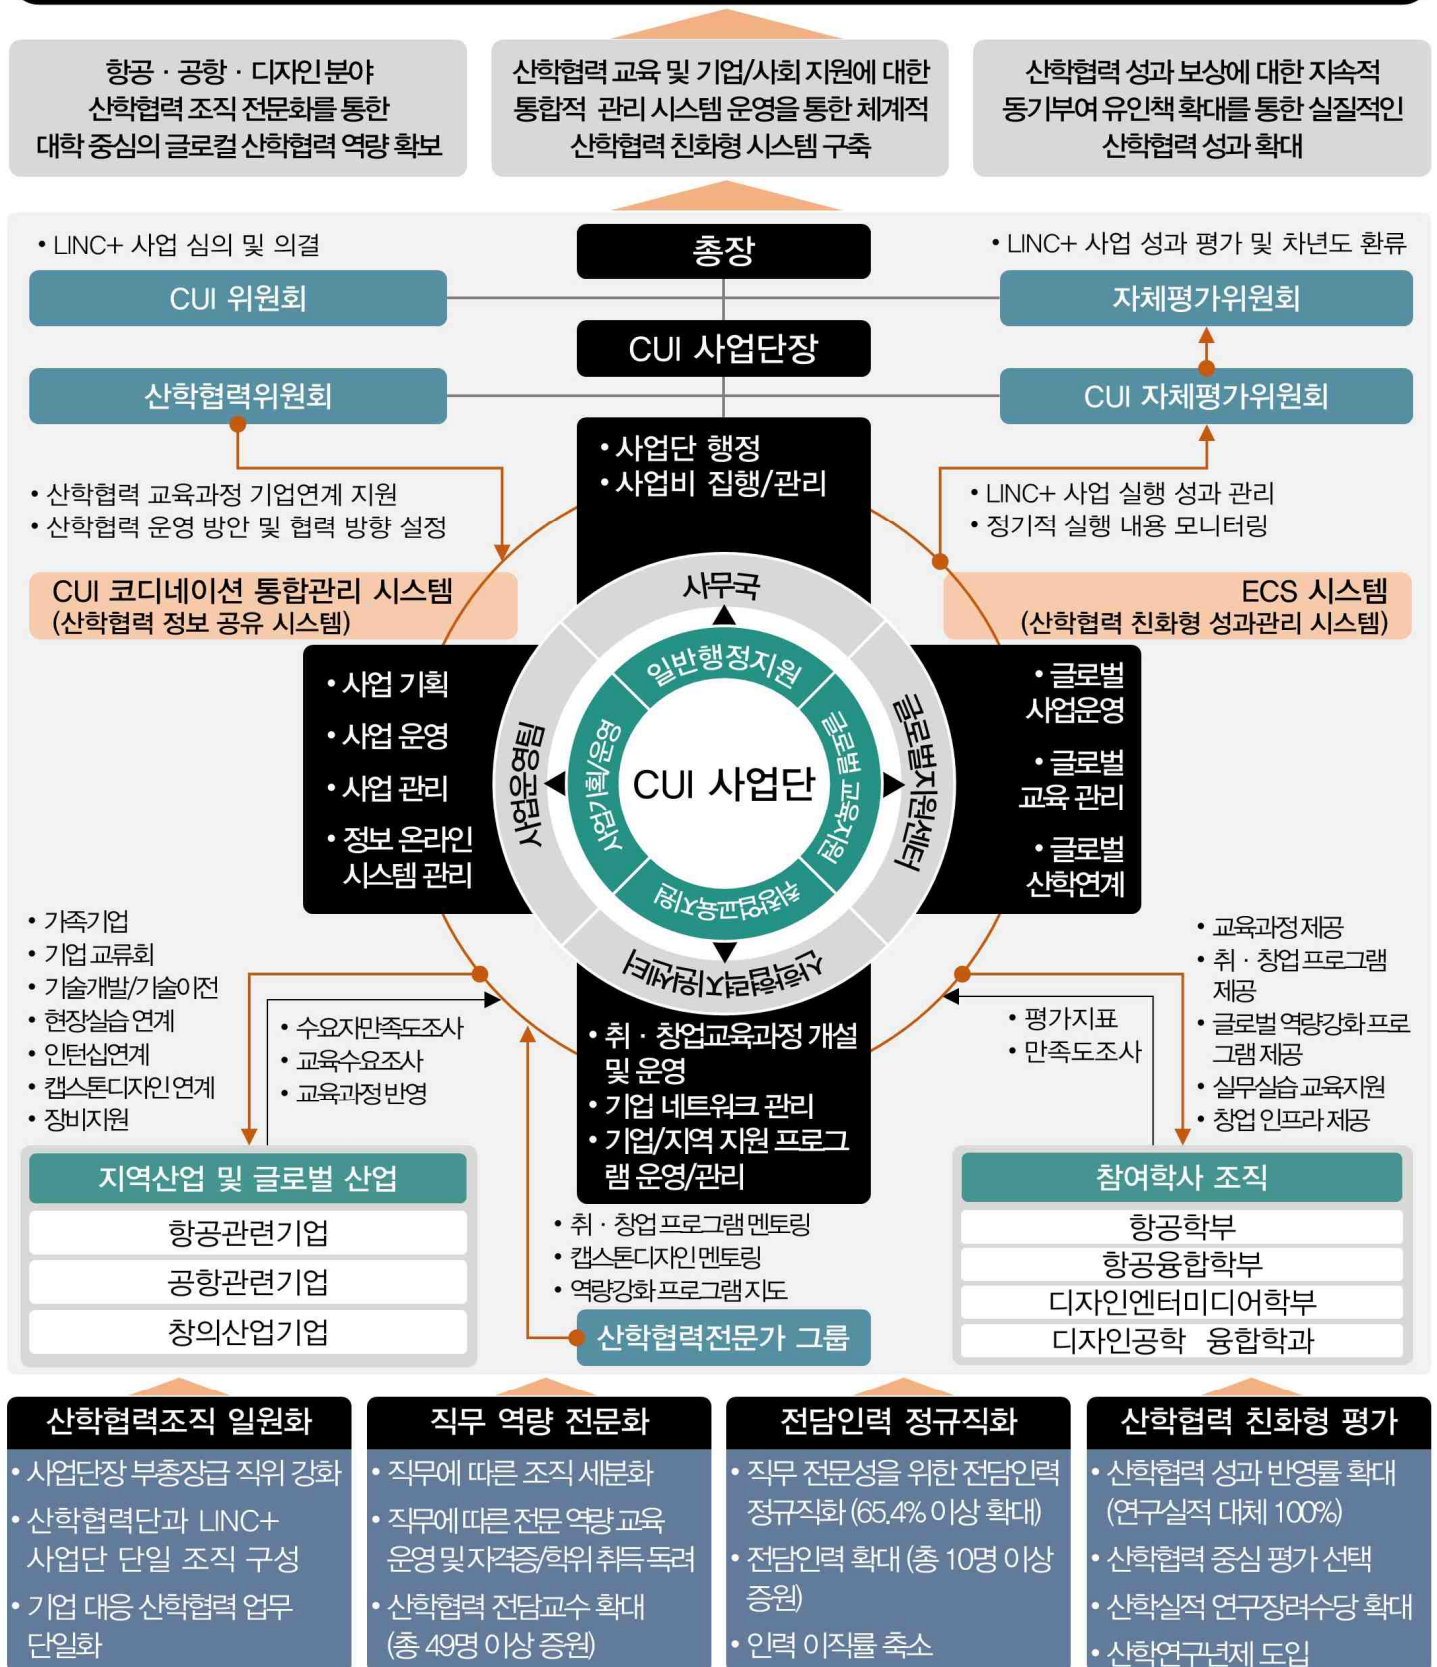 항공 · 공항 · 디자인 분야
산학협력 조직 전문화를 통한
대학 중심의 글로컬 산학협력 역량 확보
산학협력 교육 및 기업/사회 지원에 대한
통합적 관리 시스템 운영을 통한 체계적
산학협력 친화형 시스템 구축
산학협력 성과 보상에 대한 지속적
동기부여 유인책 확대를 통한 실질적인
산학협력 성과 확대
• LINC+ 사업 심의 및 의결
총장
• LINC+ 사업 성과 평가 및 차년도 환류
CUI 위원회
자체평가위원회
CUI 사업단장
산학협력위원회
CUI 자체평가위원회
• 사업단 행정
• 사업비 집행/관리
• 산학협력 교육과정 기업연계 지원
• 산학협력 운영 방안 및 협력 방향 설정
• LINC+ 사업 실행 성과 관리
• 정기적 실행 내용 모니터링
CUI 코디네이션 통합관리 시스템
(산학협력 정보 공유 시스템)
ECS 시스템
(산학협력 친화형 성과관리 시스템)
사무국
일반행정지원
• 사업 기획
• 사업 운영
• 사업 관리
• 정보 온라인
시스템 관리
사업운영팀
사업기획/운영
CUI 사업단
글로벌 교육지원
글로벌지원센터
• 글로벌
사업운영
• 글로벌
교육 관리
• 글로벌
산학연계
취창업교육지원
산학협력지원센터
• 가족기업
• 기업 교류회
• 기술개발/기술이전
• 현장실습 연계
• 인턴십연계
• 캡스톤디자인 연계
• 장비지원
• 수요자만족도조사
• 교육수요조사
• 교육과정 반영
• 취 · 창업교육과정 개설
및 운영
• 기업 네트워크 관리
• 기업/지역 지원 프로그
램 운영/관리
• 평가지표
• 만족도조사
• 교육과정 제공
• 취 · 창업 프로그램
제공
• 글로벌 역량강화 프로
그램 제공
• 실무실습 교육지원
• 창업 인프라 제공
지역산업 및 글로벌 산업
항공관련기업
공항관련기업
창의산업기업
• 취 · 창업 프로그램 멘토링
• 캡스톤디자인 멘토링
• 역량강화 프로그램 지도
산학협력전문가 그룹
참여학사 조직
항공학부
항공융합학부
디자인엔터미디어학부
디자인공학 융합학과
산학협력조직 일원화
• 사업단장 부총장급 직위 강화
• 산학협력단과 LINC+
사업단 단일 조직 구성
• 기업 대응 산학협력 업무
단일화
직무 역량 전문화
• 직무에 따른 조직 세분화
• 직무에 따른 전문 역량 교육
운영 및 자격증/학위 취득 독려
• 산학협력 전담교수 확대
(총 49명 이상 증원)
전담인력 정규직화
• 직무 전문성을 위한 전담인력
정규직화 (65.4% 이상 확대)
• 전담인력 확대 (총 10명 이상
증원)
• 인력 이직률 축소
산학협력 친화형 평가
• 산학협력 성과 반영률 확대
(연구실적 대체 100%)
• 산학협력 중심 평가 선택
• 산학실적 연구장려수당 확대
• 산학연구년제 도입